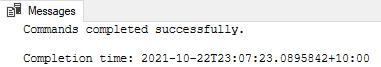 Messages
Commands completed successfully.
Completion time: 2021-10-22T23:07:23.0895842+10:00